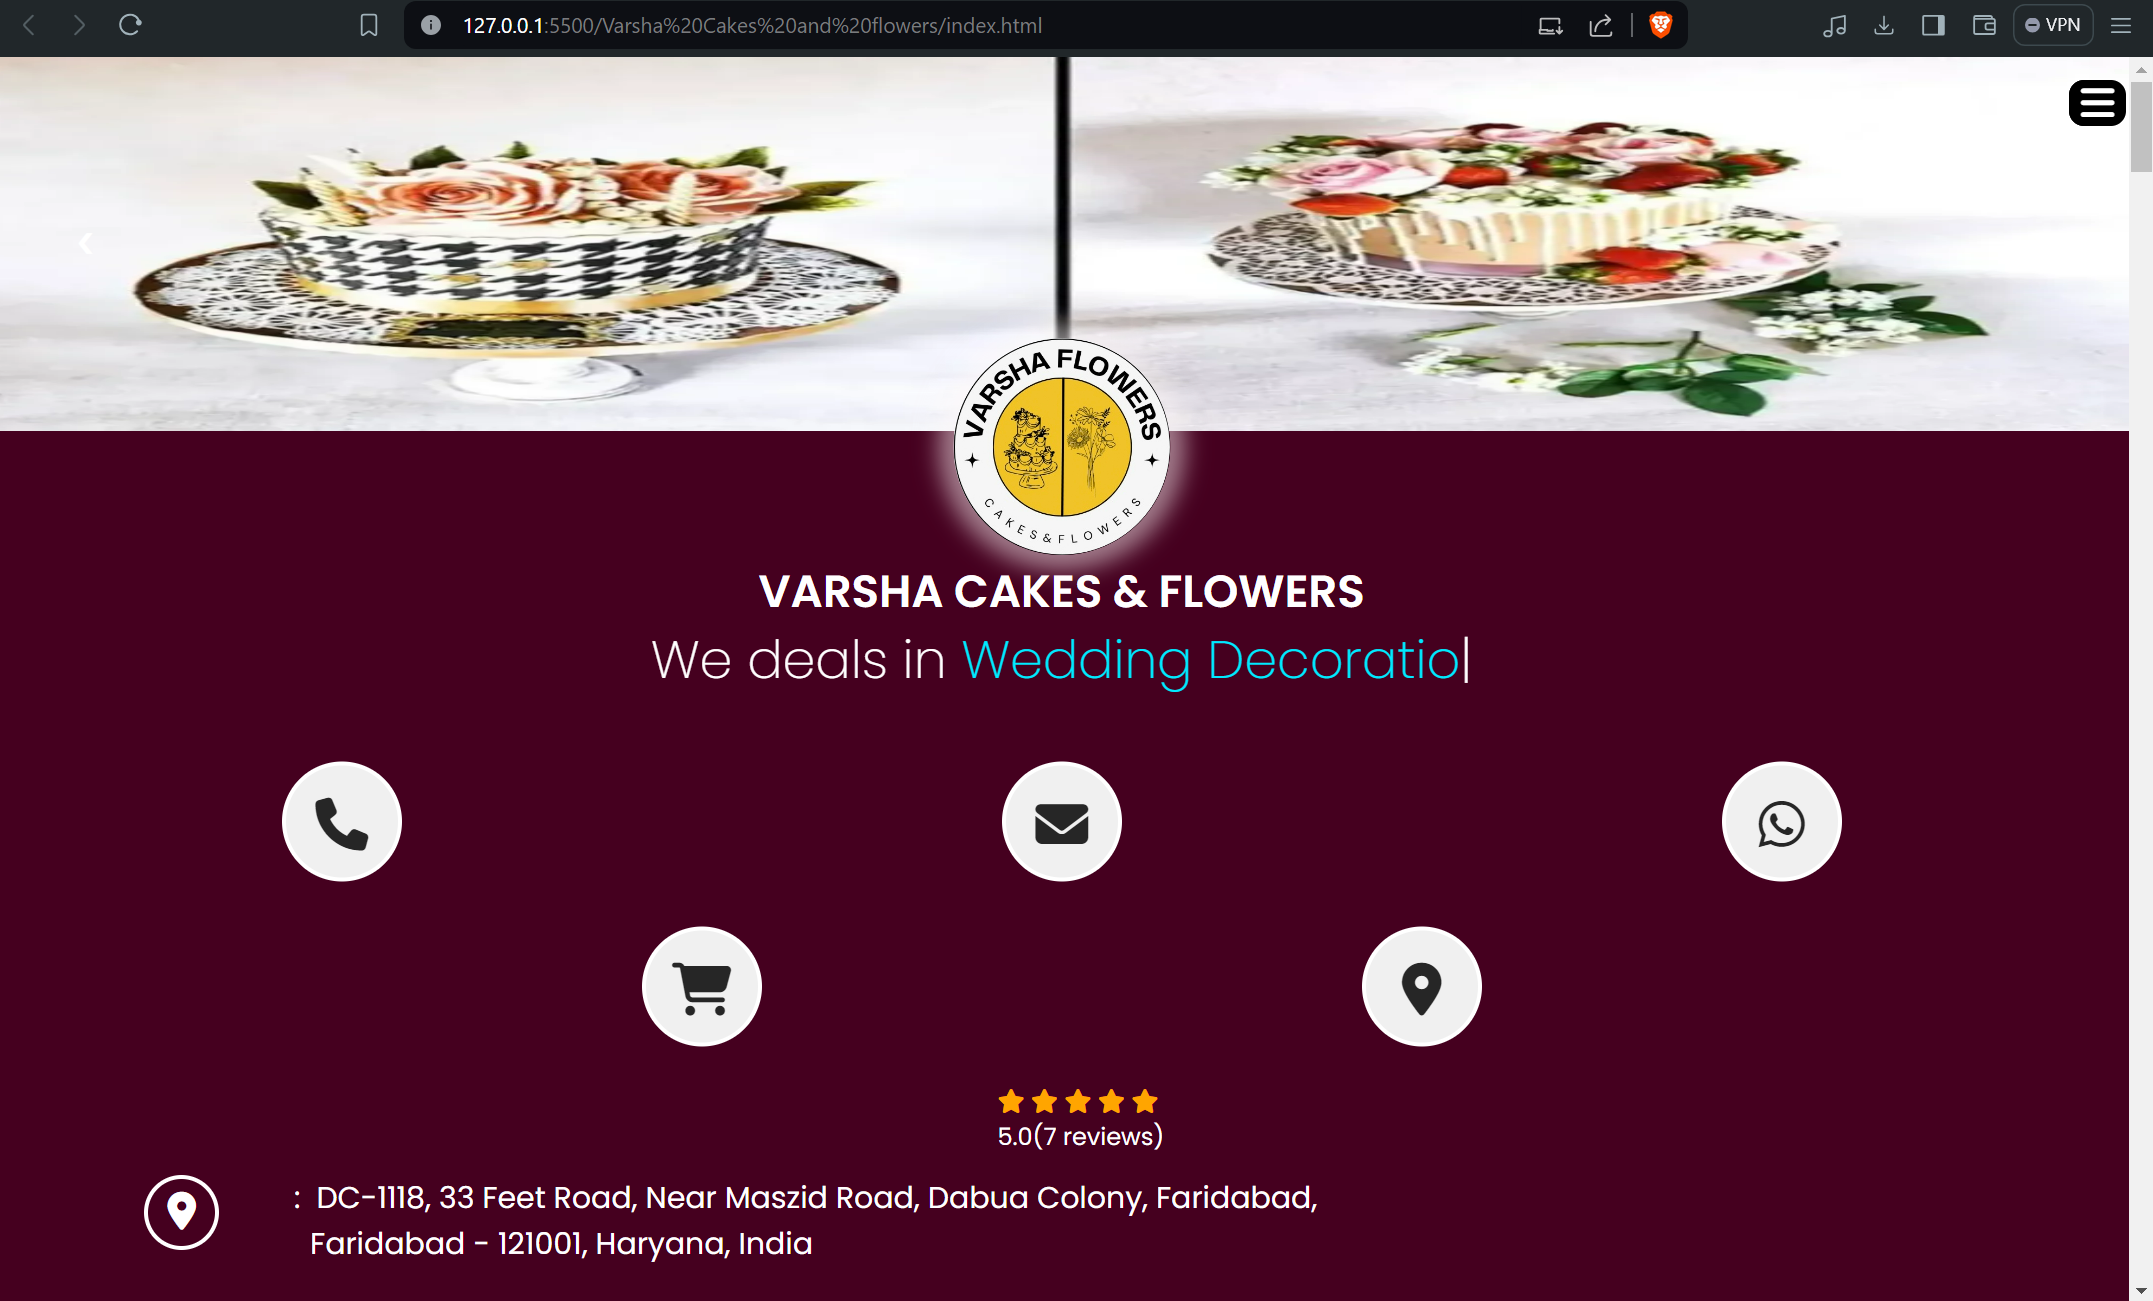 127.0.0.1:5500/Varsha%20Cakes%20and%20flowers/index.html
VPN
VARSHA FLOWERS
CAKES&FLOWERS
VARSHA CAKES & FLOWERS
We deals in Wedding Decoratio|
5.0(7 reviews)
: DC-1118, 33 Feet Road, Near Maszid Road, Dabua Colony, Faridabad,
Faridabad - 121001, Haryana, India